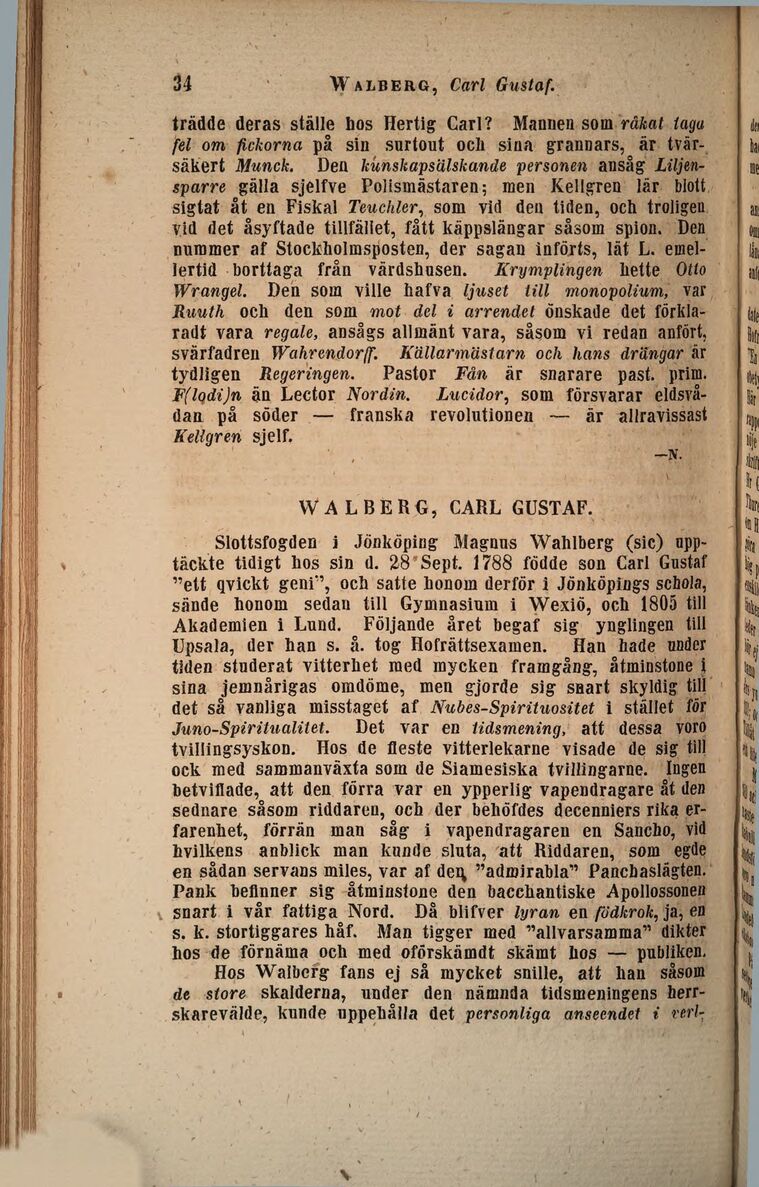 34 WALBERG, Carl Gustaf.
trädde deras ställe hos Hertig Carl? Mannen som råkat taga
fel om fickorna på sin surtout och sina grannars, är tvär-
säkert Munck. Den kunskapsälskande personen ansåg Liljen-
sparre gälla sjelfve Polismästaren; men Kellgren lär blott
sigtat åt en Fiskal Teuchler, som vid den tiden, och troligen
vid det åsyftade tillfället, fått käppslängar såsom spion. Den
nummer af Stockholmsposten, der sagan införts, lät L. emel-
lertid borttaga från värdshusen. Krymplingen hette Otto
Wrangel. Den som ville hafva ljuset till monopolium, var
Ruuth och den som mot del i arrendet önskade det förkla-
radt vara regale, ansågs allmänt vara, såsom vi redan anfört,
svärfadren Wahrendorff. Källarmästarn och hans drängar är
tydligen Regeringen. Pastor Fån är snarare past. prim.
F(lodi)n än Lector Nordin. Lucidor, som försvarar eldsvå-
dan på söder — franska revolutionen — är allravissast
Kellgren sjelf.
—N.
WALBERG, CARL GUSTAF.
Slottsfogden i Jönköping Magnus Wahlberg (sic) upp-
täckte tidigt hos sin d. 28 Sept. 1788 födde son Carl Gustaf
"ett qvickt geni", och satte honom derför i Jönköpings schola,
sände honom sedan till Gymnasium i Wexiö, och 1805 till
Akademien i Lund. Följande året begaf sig ynglingen till
Upsala, der han s. å. tog Hofrättsexamen. Han hade under
tiden studerat vitterhet med mycken framgång, åtminstone i
sina jemnårigas omdöme, men gjorde sig snart skyldig till
det så vanliga misstaget af Nubes-Spirituositet i stället för
Juno-Spiritualitet. Det var en tidsmening, att dessa voro
tvillingsyskon. Hos de fleste vitterlekarne visade de sig till
ock med sammanväxta som de Siamesiska tvillingarne. Ingen
betviflade, att den förra var en ypperlig vapendragare åt den
sednare såsom riddaren, och der behöfdes decenniers rika er-
farenhet, förrän man såg i vapendragaren en Sancho, vid
hvilkens anblick man kunde sluta, att Riddaren, som egde
en sådan servans miles, var af den "admirabla" Panchaslägten.
Pank befinner sig åtminstone den bacchantiske Apollossonen
snart i vår fattiga Nord. Då blifver lyran en födkrok, ja, en
s. k. stortiggares håf. Man tigger med "allvarsamma" dikter
hos de förnäma och med oförskämdt skämt hos — publiken.
Hos Walberg fans ej så mycket snille, att han såsom
de store skalderna, under den nämnda tidsmeningens herr-
skarevälde, kunde uppehålla det personliga anseendet i verl-